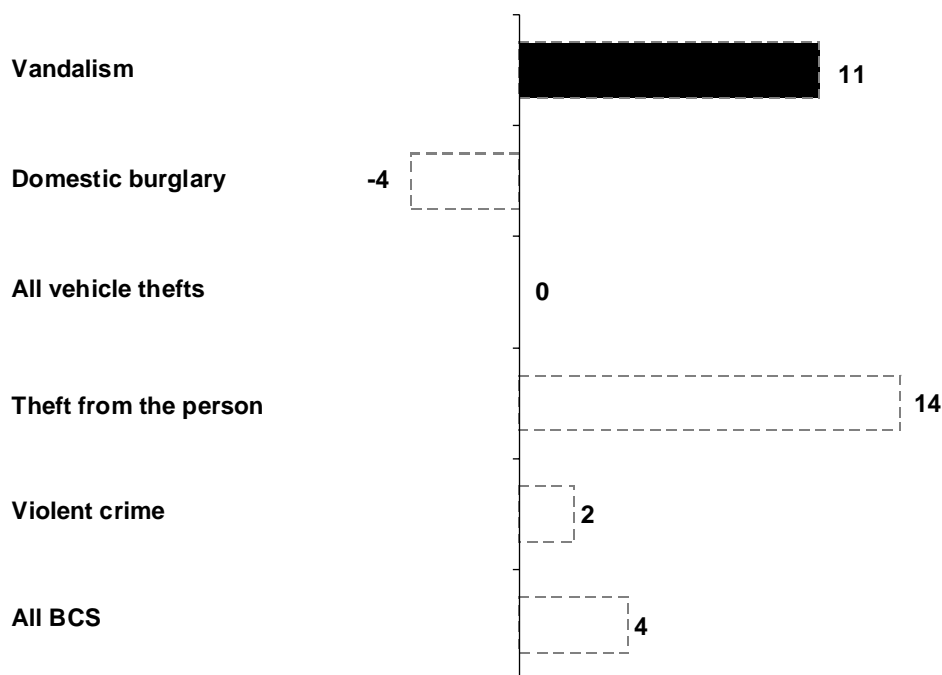 Vandalism 11
Domestic burglary -4
All vehicle thefts 0
Theft from the person 14
Violent crime 2
All BCS 4